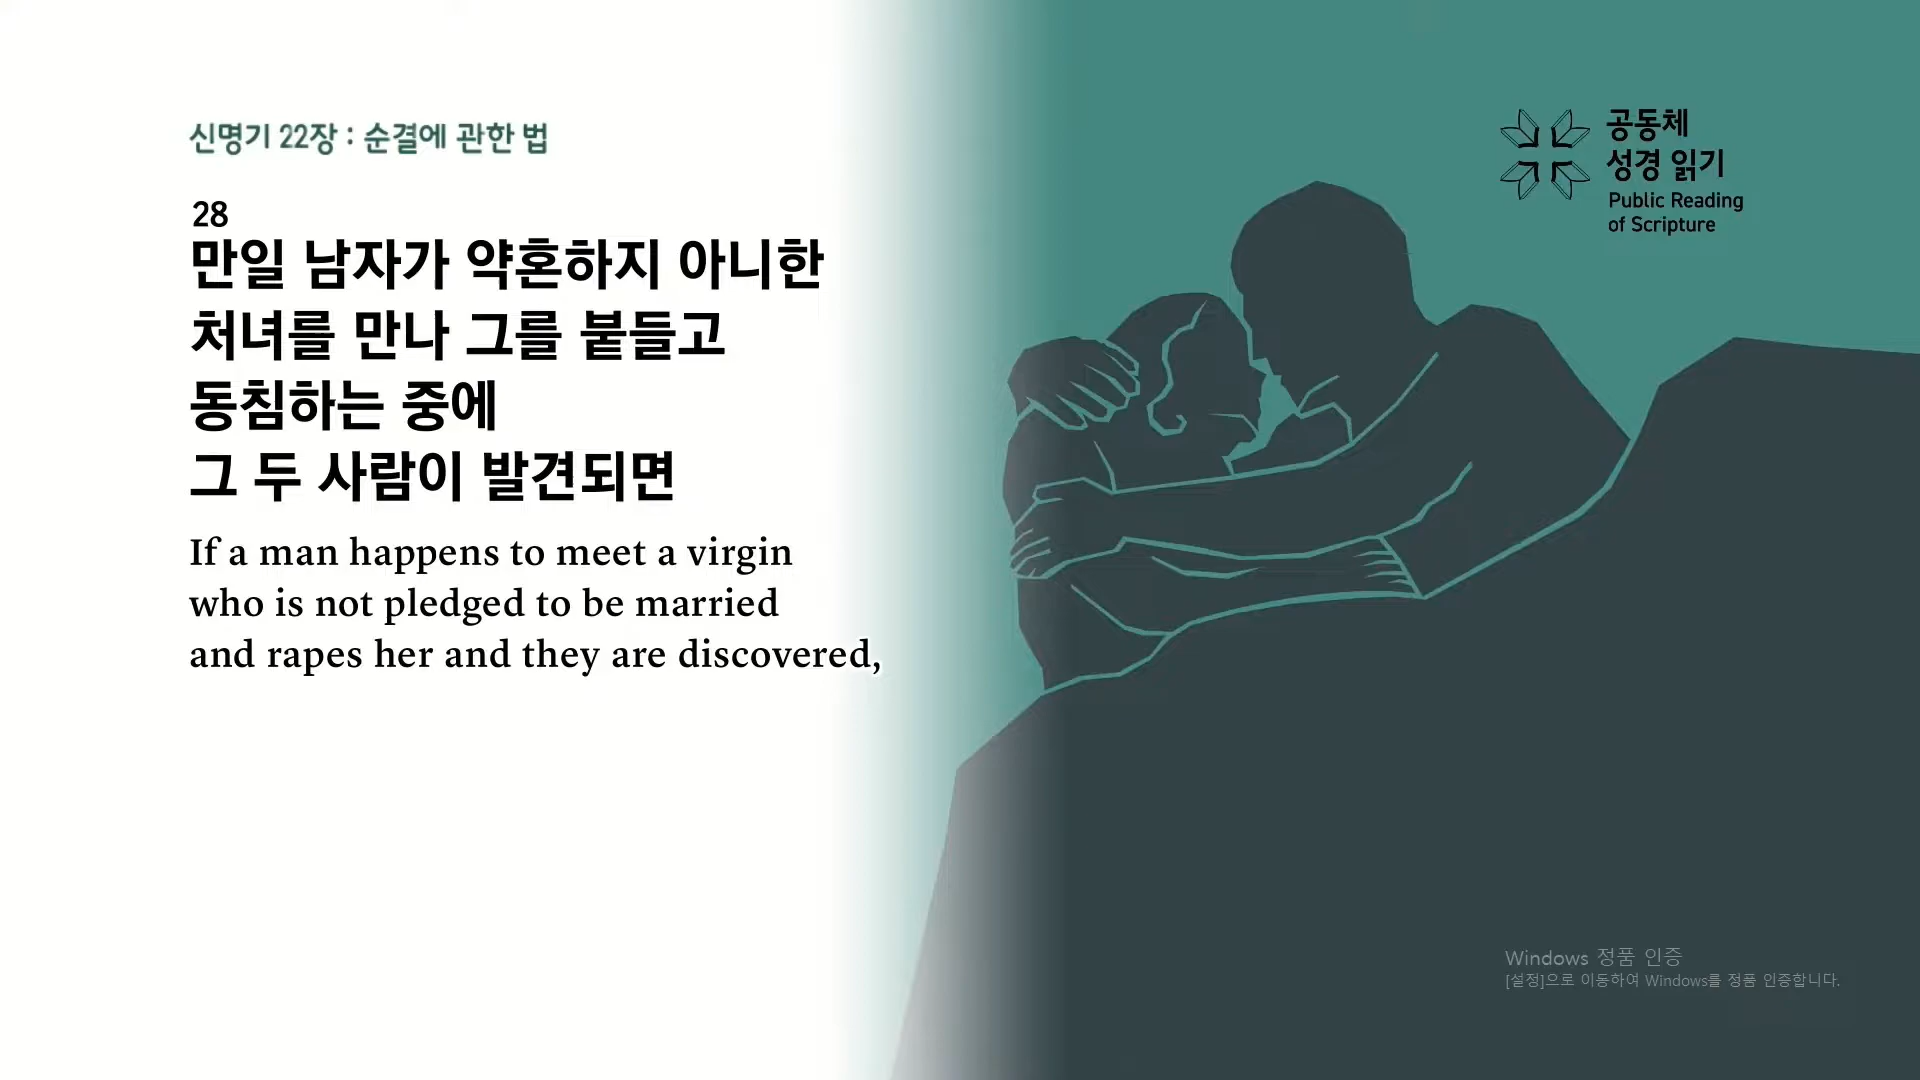 신명기 22장 : 순결에 관한 법
28
만일 남자가 약혼하지 아니한
처녀를 만나 그를 붙들고
동침하는 중에
그 두 사람이 발견되면
If a man happens to meet a virgin
who is not pledged to be married
and rapes her and they are discovered,
공동체
성경 읽기
Public Reading
of Scripture
Windows 정품 인증
[설정]으로 이동하여 Windows를 정품 인증합니다.